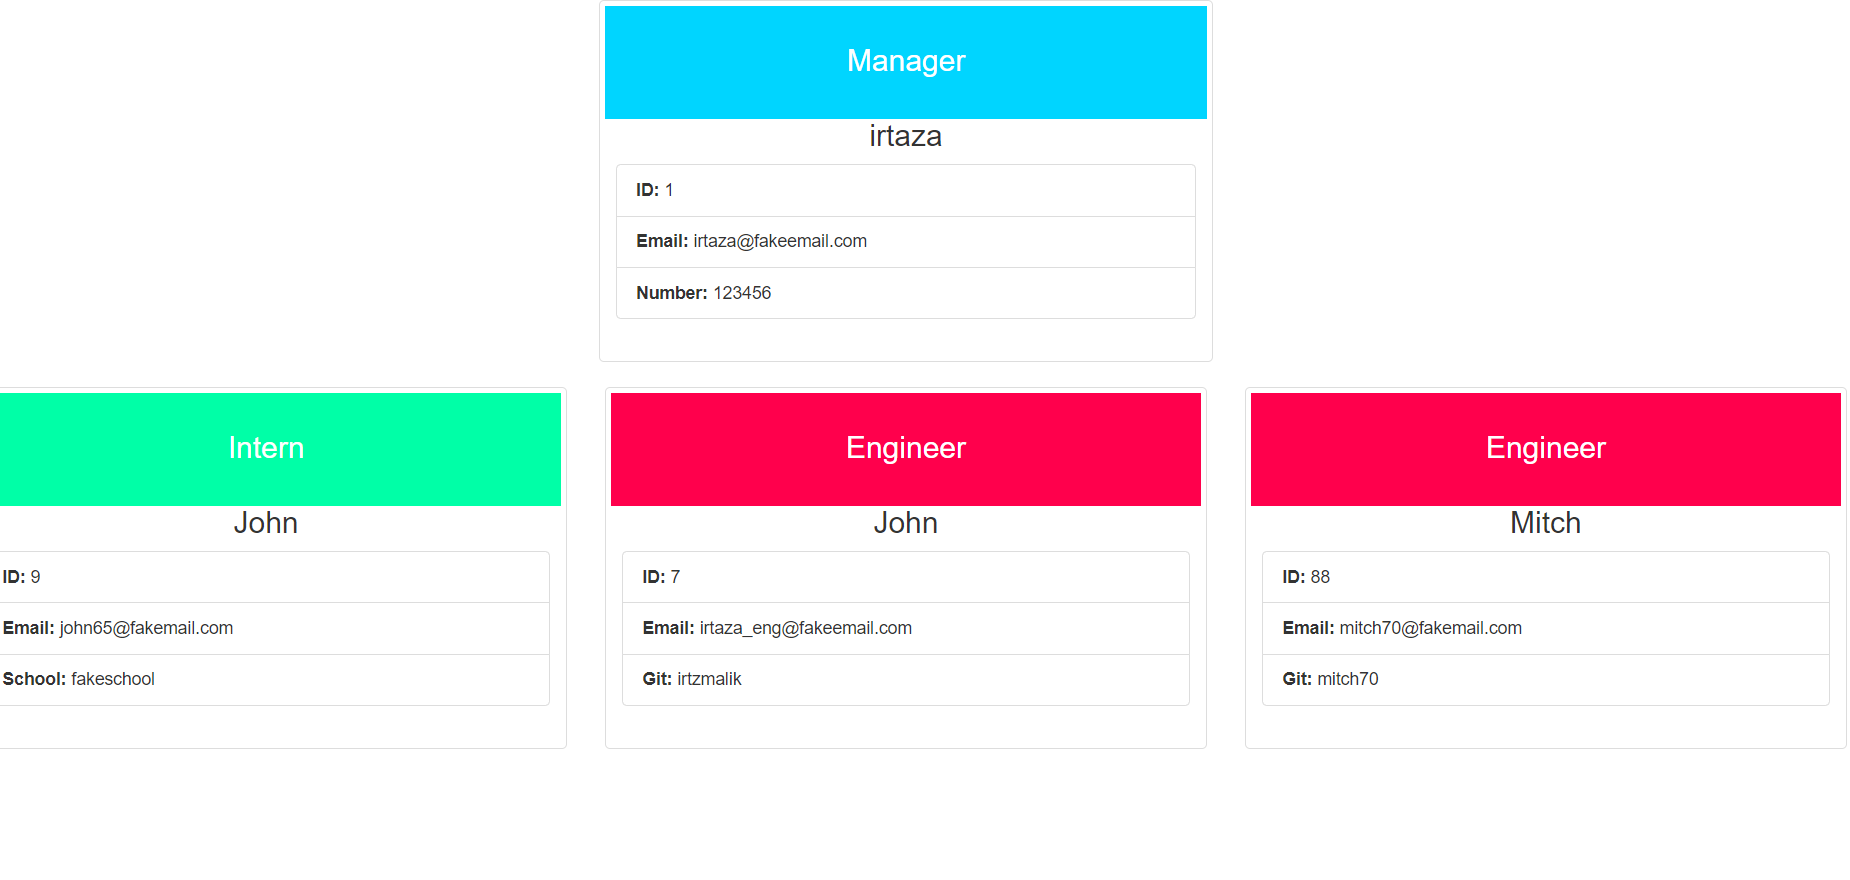 Manager
irtaza
ID: 1
Email: irtaza@fakeemail.com
Number: 123456
Intern
John
ID: 9
Email: john65@fakemail.com
School: fakeschool
Engineer
John
ID: 7
Email: irtaza_eng@fakeemail.com
Git: irtzmalik
Engineer
Mitch
ID: 88
Email: mitch70@fakemail.com
Git: mitch70